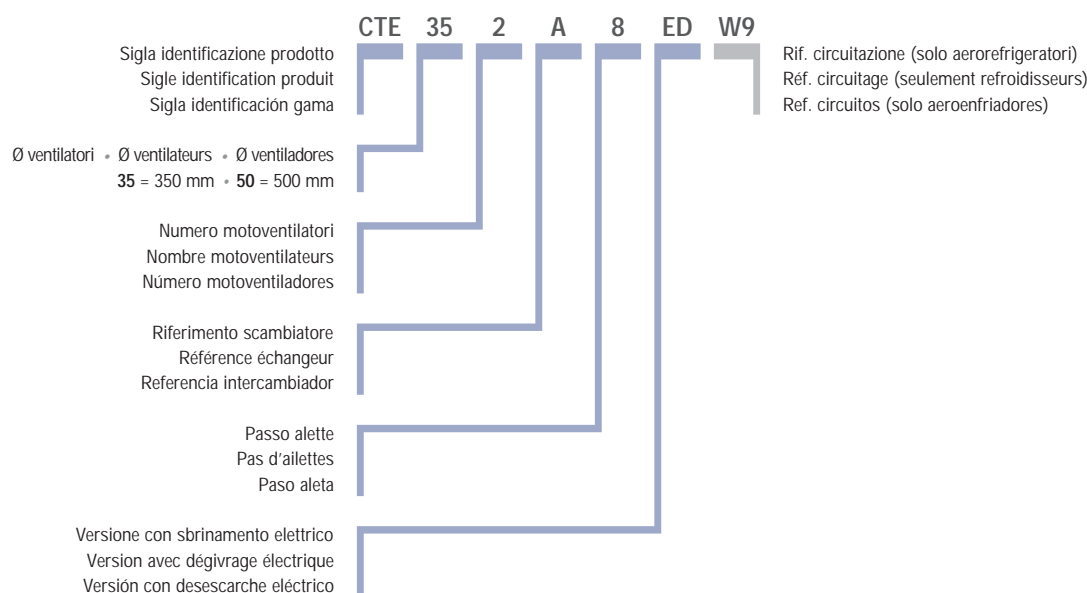 CTE 35 2 A 8 ED W9
Sigla identificazione prodotto
Sigle identification produit
Sigla identificación gama
Rif. circuitazione (solo aerorefrigeratori)
Réf. circuitage (seulement refroidisseurs)
Ref. circuitos (solo aeroenfriadores)
Ø ventilatori • Ø ventilateurs • Ø ventiladores
35 = 350 mm • 50 = 500 mm
Numero motoventilatori
Nombre motoventilateurs
Número motoventiladores
Riferimento scambiatore
Référence échangeur
Referencia intercambiador
Passo alette
Pas d'ailettes
Paso aleta
Versione con sbrinamento elettrico
Version avec dégivrage électrique
Versión con desescarche eléctrico